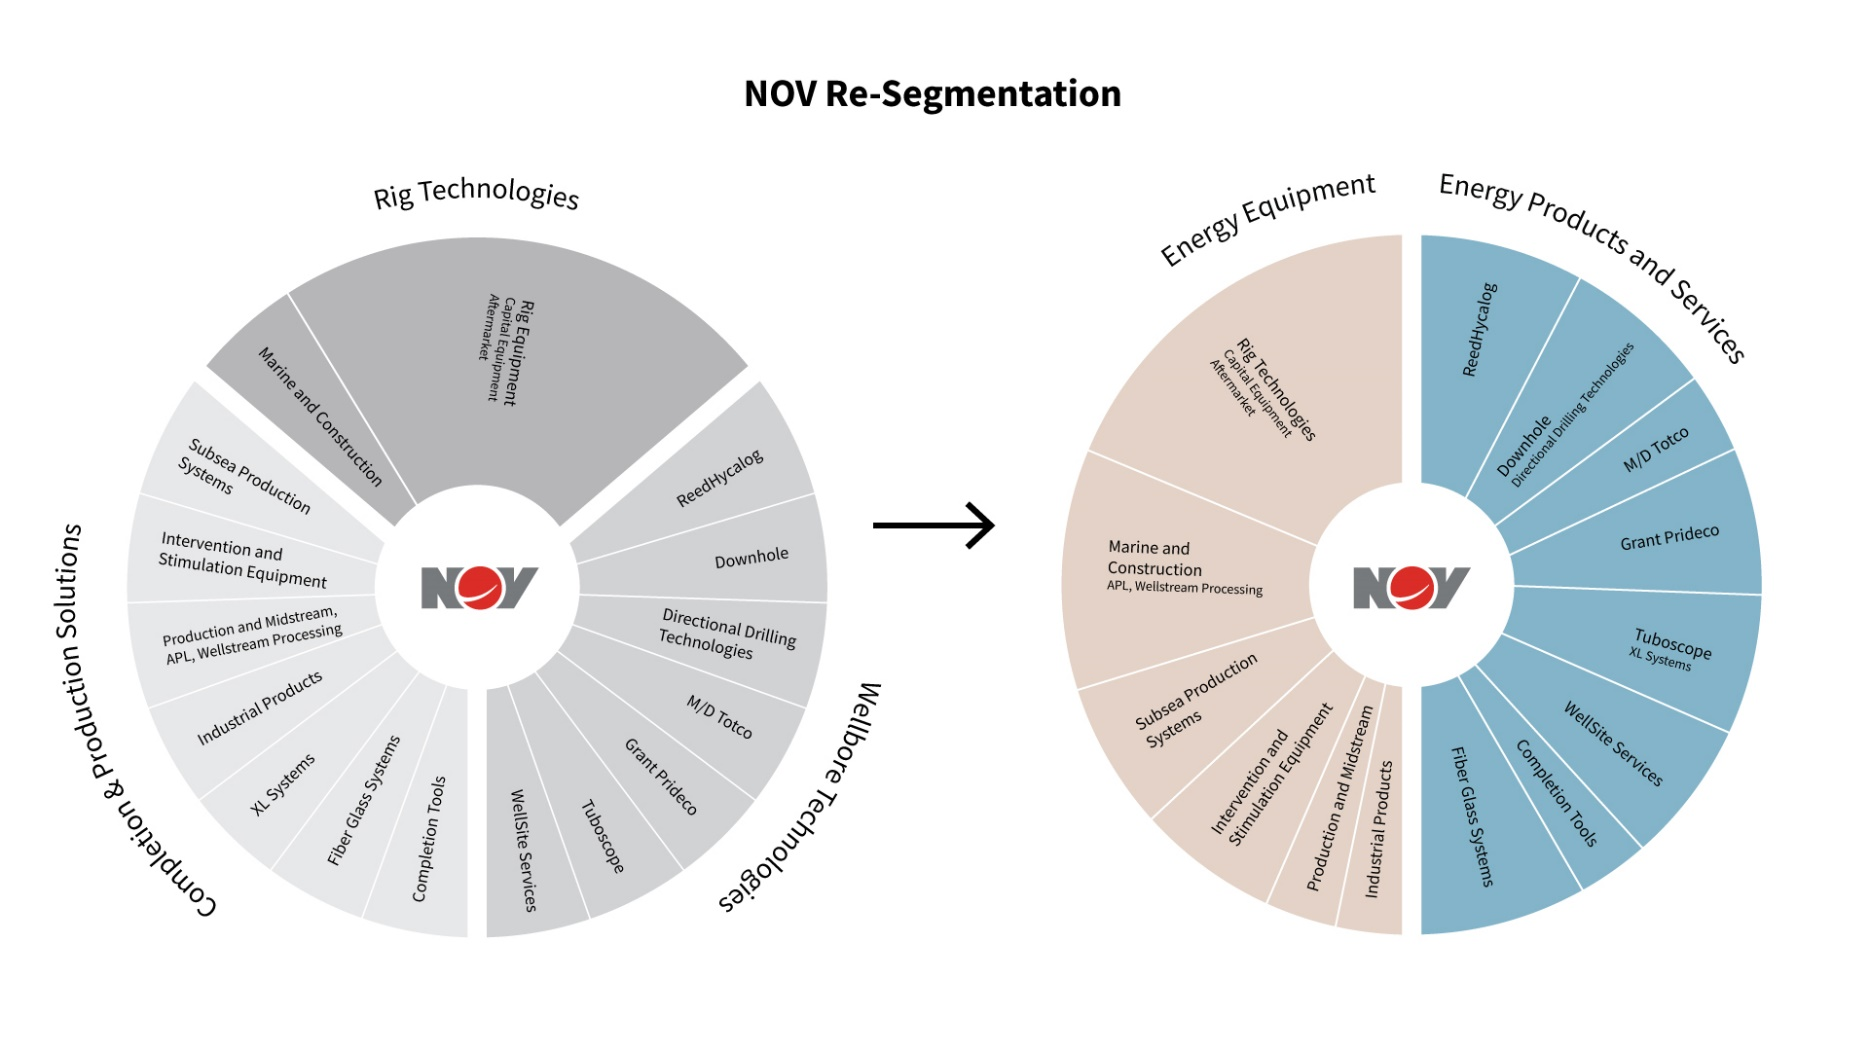 NOV Re-Segmentation
Rig Technologies
Rig Equipment
Capital Equipment
Aftermarket
Marine and Construction
Completion & Production Solutions
Subsea Production
Systems
Intervention and
Stimulation Equipment
Production and Midstream,
APL, Wellstream Processing
Industrial Products
XL Systems
Fiber Glass Systems
Completion Tools
Wellbore Technologies
ReedHycalog
Downhole
Directional Drilling
Technologies
M/D Totco
Grant Prideco
Tuboscope
WellSite Services
NOV
Energy Equipment
Rig Technologies
Capital Equipment
Aftermarket
Marine and
Construction
APL, Wellstream Processing
Subsea Production
Systems
Intervention and
Stimulation Equipment
Production and Midstream
Industrial Products
Energy Products and Services
ReedHycalog
Downhole
Directional Drilling Technologies
M/D Totco
Grant Prideco
Tuboscope
XL Systems
WellSite Services
Completion Tools
Fiber Glass Systems
NOV